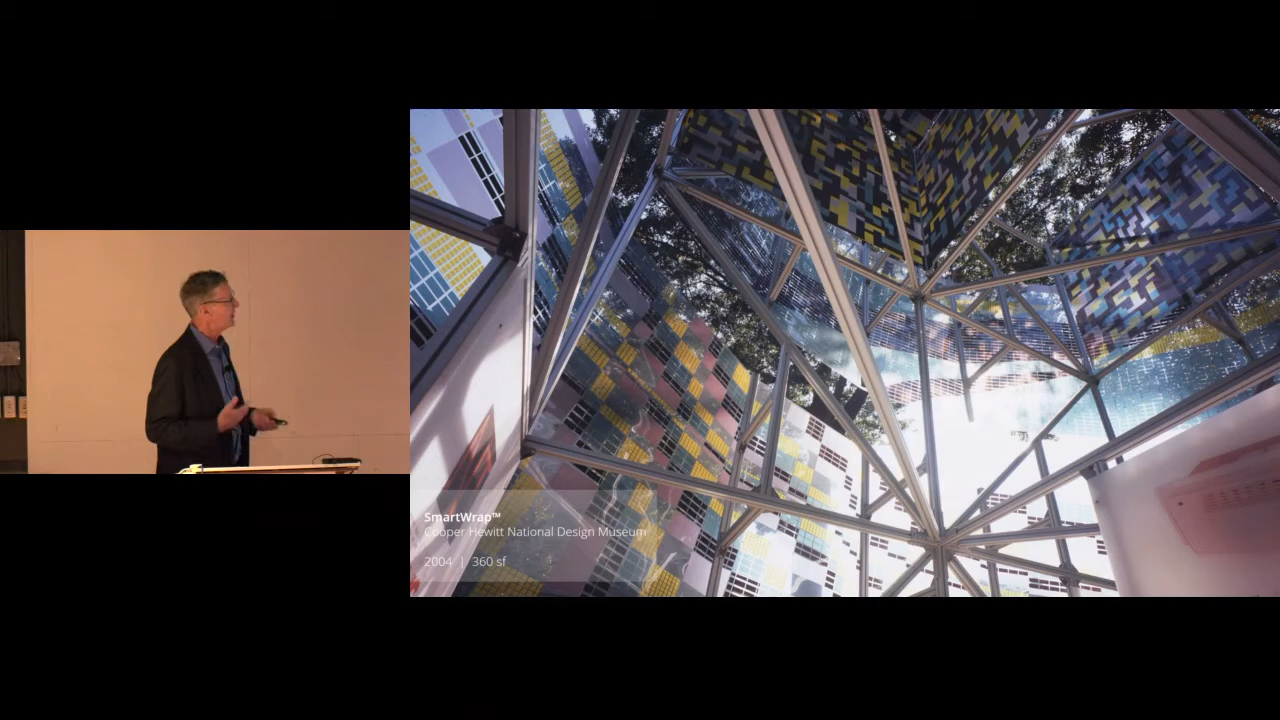 SmartWrap™
Cooper Hewitt National Design Museum
2004 | 360 sf